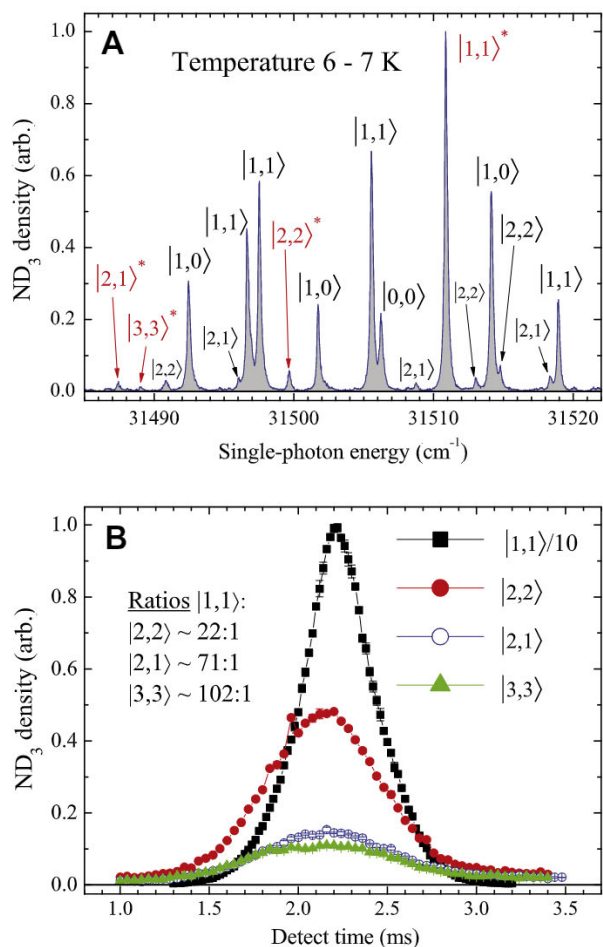 A
Temperature 6 - 7 K
|1,1⟩*
|1,1⟩
|1,1⟩
|1,0⟩
|2,2⟩*
|1,1⟩
|2,2⟩
|2,1⟩*
|1,0⟩
|1,0⟩
|0,0⟩
|2,2⟩
|1,1⟩
|3,3⟩*
|2,1⟩
|2,1⟩
|2,2⟩
|2,1⟩
ND₃ density (arb.)
1.0
0.8
0.6
0.4
0.2
0.0
31490 31500 31510 31520
Single-photon energy (cm⁻¹)
B
|1,1⟩/10
|2,2⟩
|2,1⟩
|3,3⟩
Ratios |1,1⟩:
|2,2⟩ ~ 22:1
|2,1⟩ ~ 71:1
|3,3⟩ ~ 102:1
ND₃ density (arb.)
1.0
0.8
0.6
0.4
0.2
0.0
1.0 1.5 2.0 2.5 3.0 3.5
Detect time (ms)